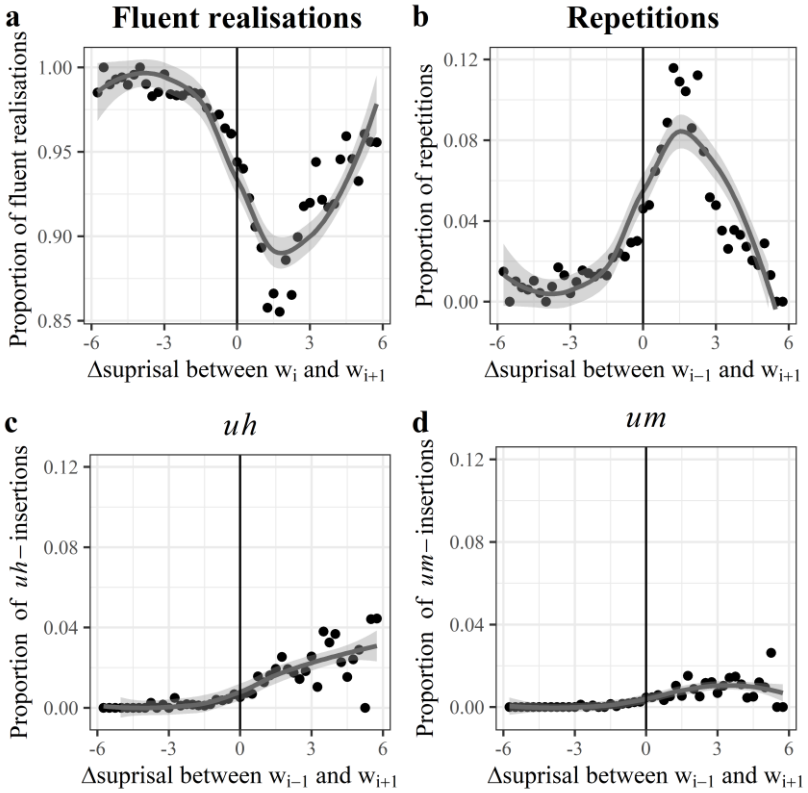 a Fluent realisations
Proportion of fluent realisations
1.00
0.95
0.90
0.85
-6 -3 0 3 6
Δsuprisal between wᵢ and wᵢ₊₁
b Repetitions
Proportion of repetitions
0.12
0.08
0.04
0.00
-6 -3 0 3 6
Δsuprisal between wᵢ₋₁ and wᵢ₊₁
c uh
Proportion of uh− insertions
0.12
0.08
0.04
0.00
-6 -3 0 3 6
Δsuprisal between wᵢ₋₁ and wᵢ₊₁
d um
Proportion of um− insertions
0.12
0.08
0.04
0.00
-6 -3 0 3 6
Δsuprisal between wᵢ₋₁ and wᵢ₊₁